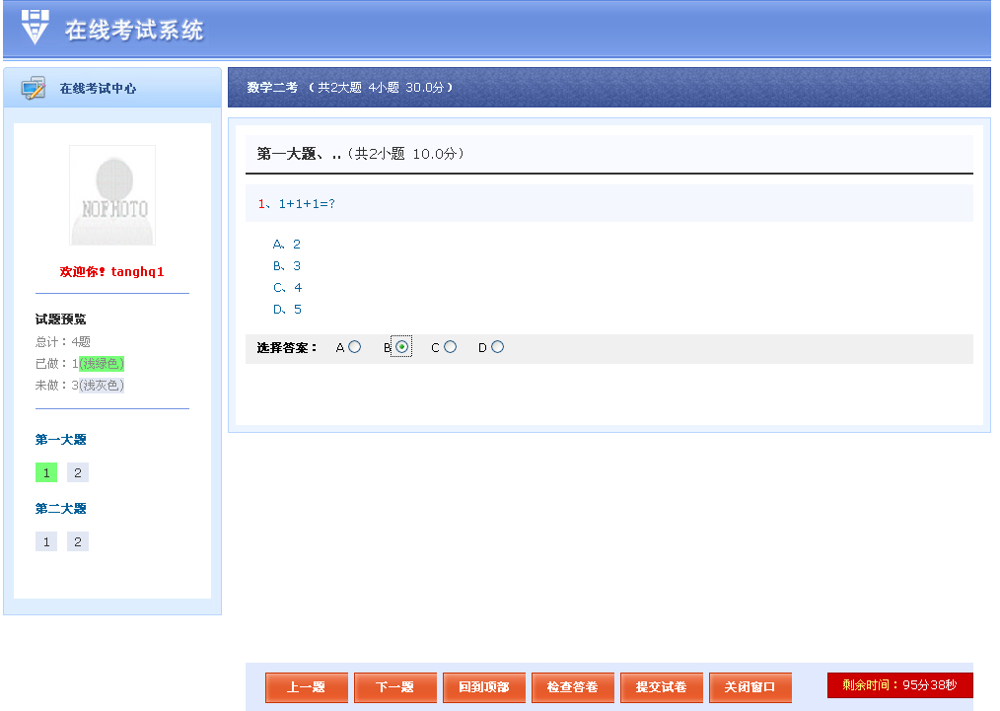 在线考试系统
在线考试中心
NOPHOTO
欢迎你! tanghq1
试题预览
总计：4题
已做：1(浅绿色)
未做：3(浅灰色)
第一大题
1 2
第二大题
1 2
数学二考 （共2大题 4小题 30.0分）
第一大题、..（共2小题 10.0分）
1、1+1+1=?
A、2
B、3
C、4
D、5
选择答案： A B C D
上一题 下一题 回到顶部 检查答卷 提交试卷 关闭窗口 剩余时间：95分38秒